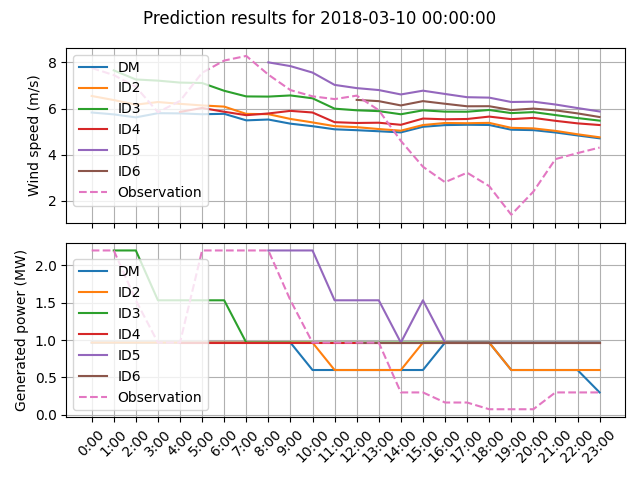 Prediction results for 2018-03-10 00:00:00
Wind speed (m/s)
8
6
4
2
DM
ID2
ID3
ID4
ID5
ID6
Observation
Generated power (MW)
2.0
1.5
1.0
0.5
0.0
DM
ID2
ID3
ID4
ID5
ID6
Observation
0:00 1:00 2:00 3:00 4:00 5:00 6:00 7:00 8:00 9:00 10:00 11:00 12:00 13:00 14:00 15:00 16:00 17:00 18:00 19:00 20:00 21:00 22:00 23:00